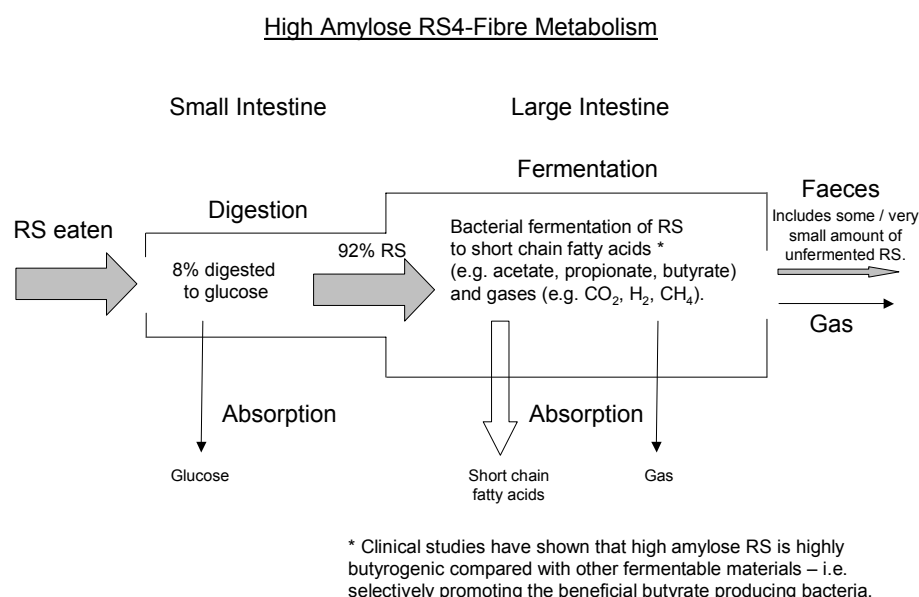 High Amylose RS4-Fibre Metabolism
Small Intestine
Large Intestine
Fermentation
Faeces
Includes some / very
small amount of
unfermented RS.
Digestion
RS eaten
92% RS
8% digested
to glucose
Bacterial fermentation of RS
to short chain fatty acids *
(e.g. acetate, propionate, butyrate)
and gases (e.g. CO₂, H₂, CH₄).
Gas
Absorption
Absorption
Glucose
Short chain
fatty acids
Gas
* Clinical studies have shown that high amylose RS is highly
butyrogenic compared with other fermentable materials – i.e.
selectively promoting the beneficial butyrate producing bacteria.